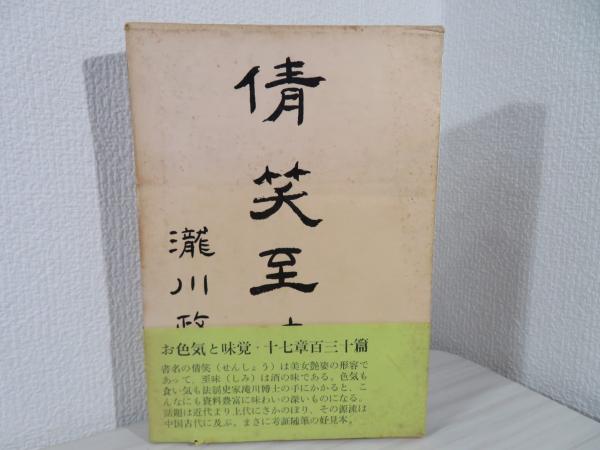 倩笑至
瀧川政
お色気と味覚・十七章百三十篇
書名の倩笑（せんしょう）は美女艶姿の形容で
あって、至味（しみ）は酒の味である。色気も
食い気も法制史家滝川博士の手にかかると、こ
んなにも資料豊富に味わいの深いものになる。
話題は近代より上代にさかのぼり、その源流は
中国古代に及ぶ。まさに考証随筆の好見本。